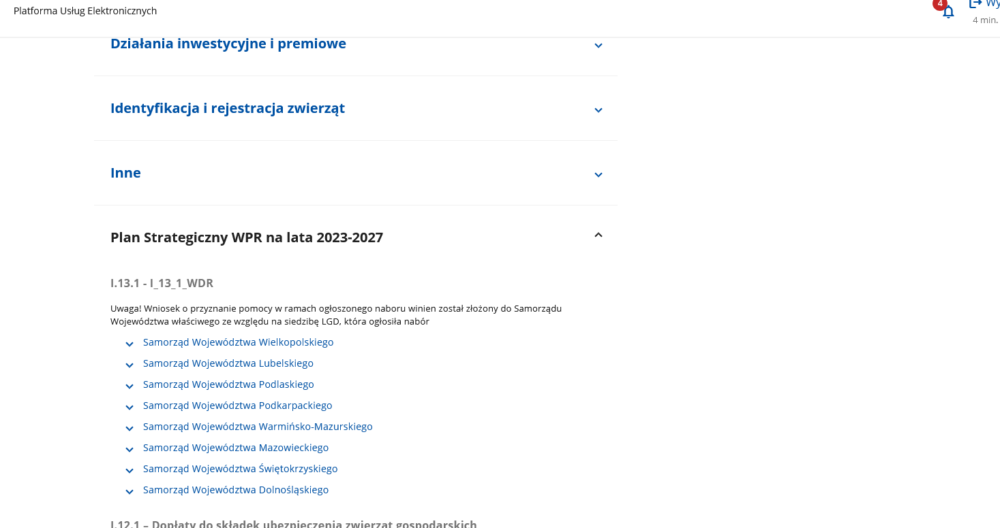 Platforma Usług Elektronicznych
4
4 min.
Działania inwestycyjne i premiowe
Identyfikacja i rejestracja zwierząt
Inne
Plan Strategiczny WPR na lata 2023-2027
I.13.1 - I_13_1_WDR
Uwaga! Wniosek o przyznanie pomocy w ramach ogłoszonego naboru winien został złożony do Samorządu
Województwa właściwego ze względu na siedzibę LGD, która ogłosiła nabór
Samorząd Województwa Wielkopolskiego
Samorząd Województwa Lubelskiego
Samorząd Województwa Podlaskiego
Samorząd Województwa Podkarpackiego
Samorząd Województwa Warmińsko-Mazurskiego
Samorząd Województwa Mazowieckiego
Samorząd Województwa Świętokrzyskiego
Samorząd Województwa Dolnośląskiego
I.12.1 – Dopłaty do składek ubezpieczenia zwierząt gospodarskich